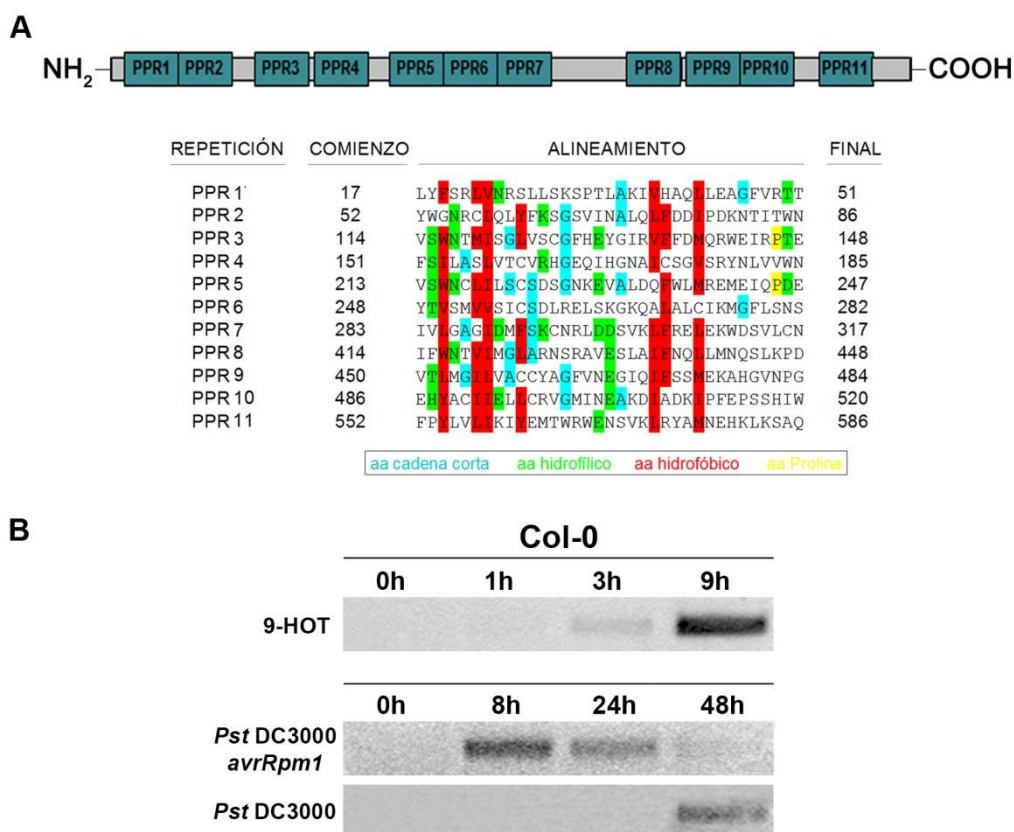 A
NH2 PPR1 PPR2 PPR3 PPR4 PPR5 PPR6 PPR7 PPR8 PPR9 PPR10 PPR11 COOH
REPETICIÓN COMIENZO ALINEAMIENTO FINAL
PPR 1 17 LYFSRLVNRSLLSKSPTLAKIVHAQLLEAGFVRTT 51
PPR 2 52 YWGNRCLQLYFKSGSVINALQLFDDIPDKNTITWN 86
PPR 3 114 VSWNTMISGLVSCGFHEYGIRVFFDMQRWEIRPTE 148
PPR 4 151 FSILASLVTCVRHGEQIHGNAICSGVSRYNLVVWN 185
PPR 5 213 VSWNCLILSCSDSGNKEVALDQFWLMREMEIQPDE 247
PPR 6 248 YTVSMVVSICSDLRELSKGKQALALCIKMGFLSNS 282
PPR 7 283 IVLGAGIDMFSKCNRLDDSVKLFRELEKWDSVLCN 317
PPR 8 414 IFWNTVIMGLARNSRAVESLAIFNQLLMNQSLKPD 448
PPR 9 450 VTLMGILVACCYAGFVNEGIQIFSSMEKAHGVNPG 484
PPR 10 486 EHYACIIELLCRVGMINEAKDIADKIPFEPSSHIW 520
PPR 11 552 FPYLVLIKIYEMTWRWENSVKLRYAMNEHKLKSAQ 586
aa cadena corta aa hidrofílico aa hidrofóbico aa Prolina
B
Col-0
0h 1h 3h 9h
9-HOT
0h 8h 24h 48h
Pst DC3000
avrRpm1
Pst DC3000